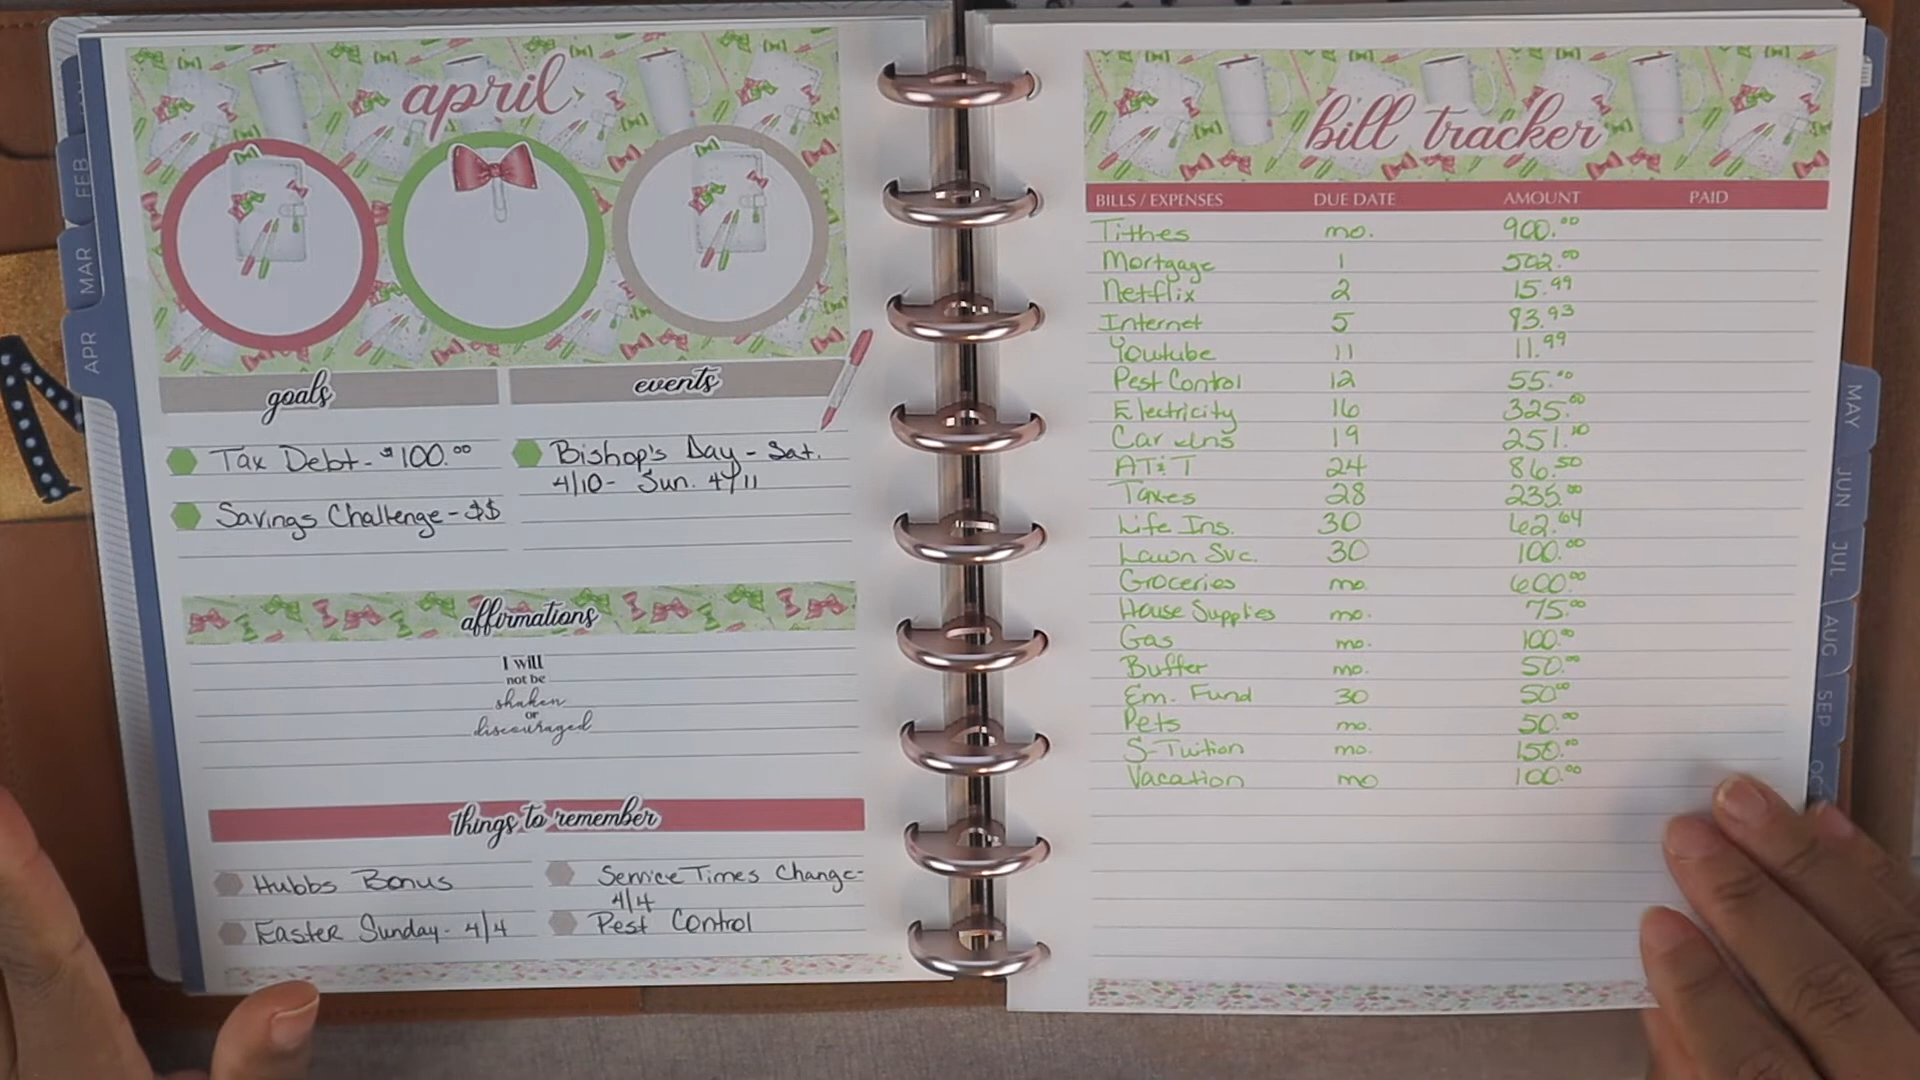 april
goals
events
Tax Debt - $100.00
Savings Challenge - $$
Bishop's Day - Sat.
4/10 - Sun. 4/11
affirmations
I will
not be
shaken
or
discouraged
things to remember
Hubbs Bonus
Easter Sunday - 4/4
Service Times Change -
4/4
Pest Control
FEB
MAR
APR
bill tracker
BILLS / EXPENSES DUE DATE AMOUNT PAID
Tithes mo. 900.00
Mortgage 1 502.00
Netflix 2 15.99
Internet 5 83.93
Youtube 11 11.99
Pest Control 12 55.00
Electricity 16 325.00
Car Ins 19 251.10
AT&T 24 86.50
Taxes 28 235.00
Life Ins. 30 62.64
Lawn Svc. 30 100.00
Groceries mo. 600.00
House Supplies mo. 75.00
Gas mo. 100.00
Buffer mo. 50.00
Em. Fund 30 50.00
Pets mo. 50.00
S-Tuition mo. 150.00
Vacation mo 100.00
MAY
JUN
JUL
AUG
SEP